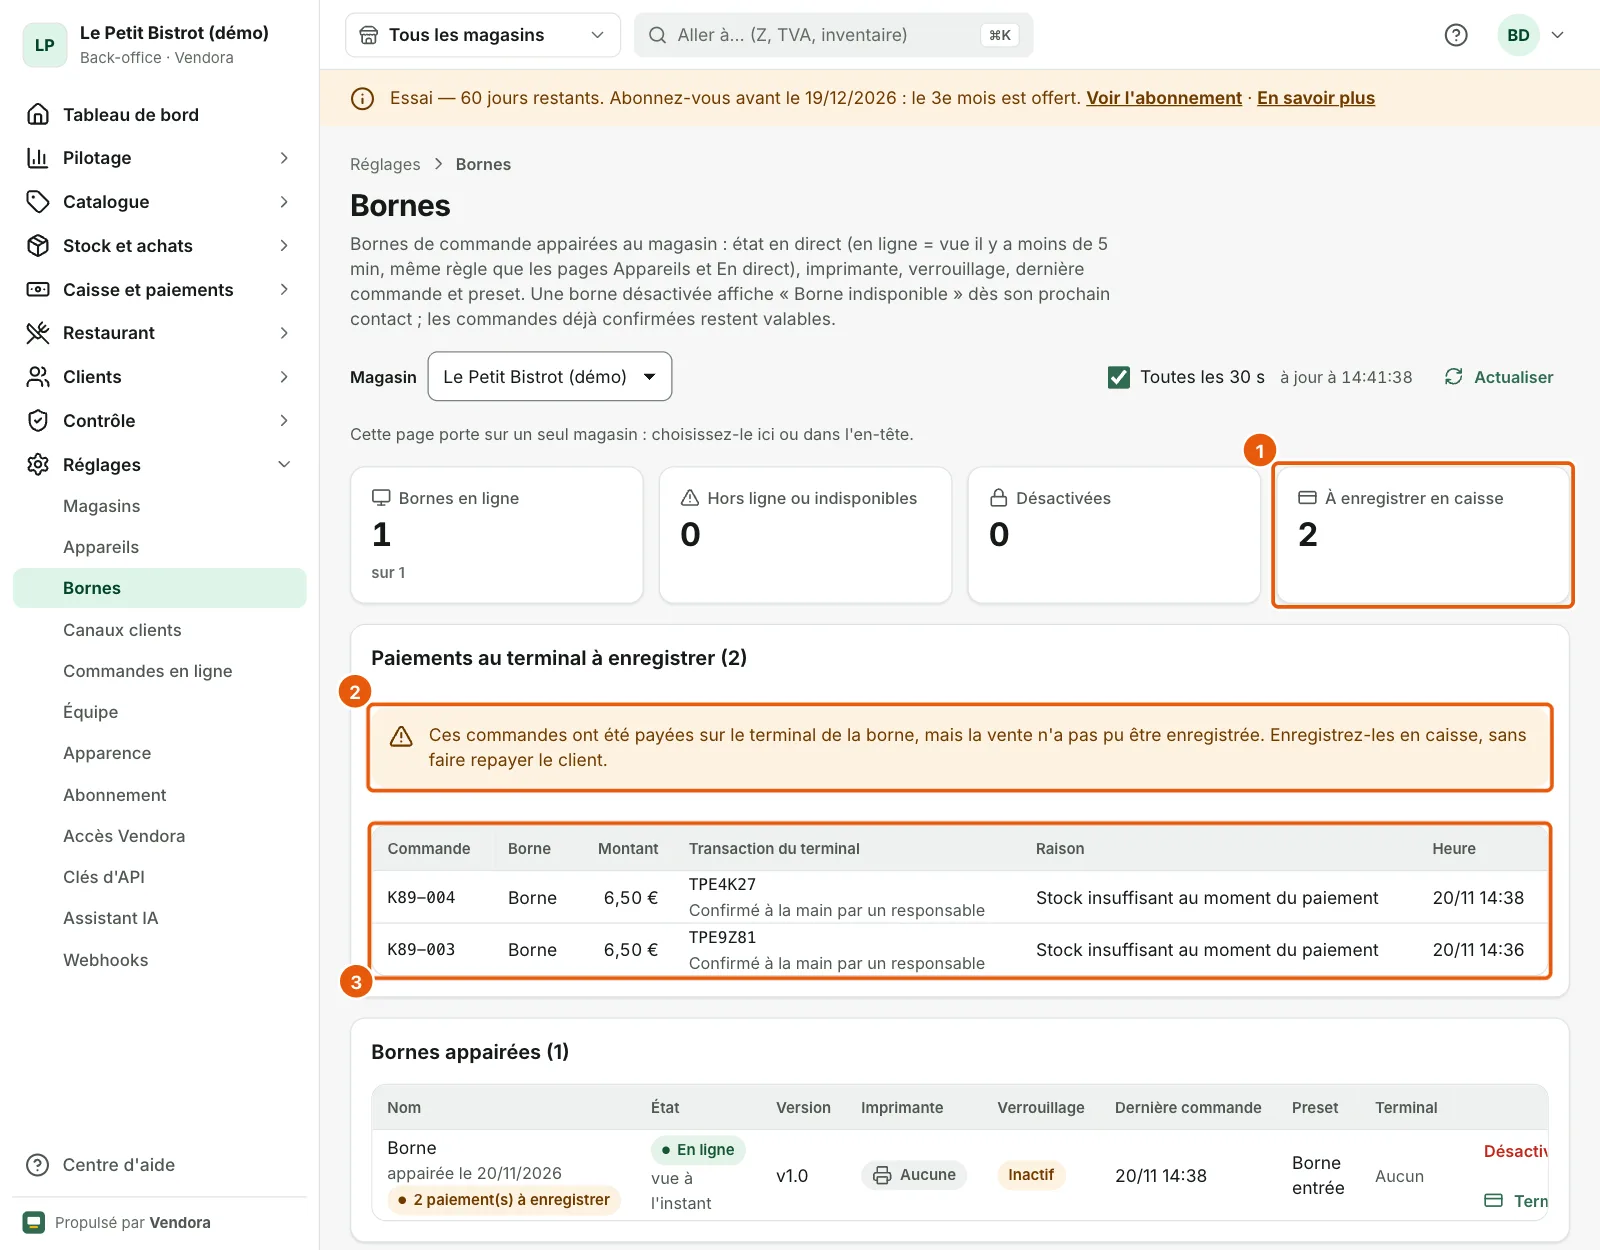 LP
Le Petit Bistrot (démo)
Back-office · Vendora
Tableau de bord
Pilotage
Catalogue
Stock et achats
Caisse et paiements
Restaurant
Clients
Contrôle
Réglages
Magasins
Appareils
Bornes
Canaux clients
Commandes en ligne
Équipe
Apparence
Abonnement
Accès Vendora
Clés d'API
Assistant IA
Webhooks
Centre d'aide
Propulsé par Vendora
Tous les magasins
Aller à... (Z, TVA, inventaire)
⌘K
BD
Essai — 60 jours restants. Abonnez-vous avant le 19/12/2026 : le 3e mois est offert. Voir l'abonnement · En savoir plus
Réglages > Bornes
Bornes
Bornes de commande appairées au magasin : état en direct (en ligne = vue il y a moins de 5
min, même règle que les pages Appareils et En direct), imprimante, verrouillage, dernière
commande et preset. Une borne désactivée affiche « Borne indisponible » dès son prochain
contact ; les commandes déjà confirmées restent valables.
Magasin
Le Petit Bistrot (démo)
Toutes les 30 s
à jour à 14:41:38
Actualiser
Cette page porte sur un seul magasin : choisissez-le ici ou dans l'en-tête.
1
Bornes en ligne
1
sur 1
Hors ligne ou indisponibles
0
Désactivées
0
À enregistrer en caisse
2
Paiements au terminal à enregistrer (2)
2
Ces commandes ont été payées sur le terminal de la borne, mais la vente n'a pas pu être enregistrée. Enregistrez-les en caisse, sans
faire repayer le client.
Commande Borne Montant Transaction du terminal Raison Heure
K89-004 Borne 6,50 € TPE4K27 Stock insuffisant au moment du paiement 20/11 14:38
Confirmé à la main par un responsable
K89-003 Borne 6,50 € TPE9Z81 Stock insuffisant au moment du paiement 20/11 14:36
Confirmé à la main par un responsable
3
Bornes appairées (1)
Nom État Version Imprimante Verrouillage Dernière commande Preset Terminal
Borne
appairée le 20/11/2026
2 paiement(s) à enregistrer
En ligne
vue à
l'instant
v1.0
Aucune
Inactif
20/11 14:38
Borne
entrée
Aucun
Désactiv
Term